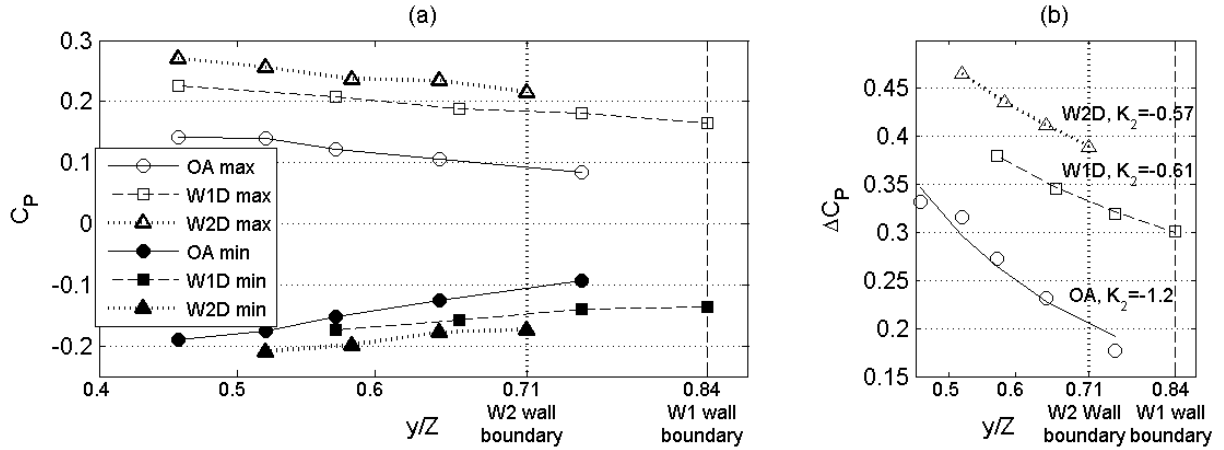 (a)
0.3
0.2
0.1
0
-0.1
-0.2
C_P
OA max
W1D max
W2D max
OA min
W1D min
W2D min
0.4 0.5 0.6 0.71 0.84
y/Z
W2 wall boundary
W1 wall boundary
(b)
0.45
0.4
0.35
0.3
0.25
0.2
0.15
ΔC_P
W2D, K_2=-0.57
W1D, K_2=-0.61
OA, K_2=-1.2
0.5 0.6 0.71 0.84
y/Z
W2 Wall boundary
W1 wall boundary